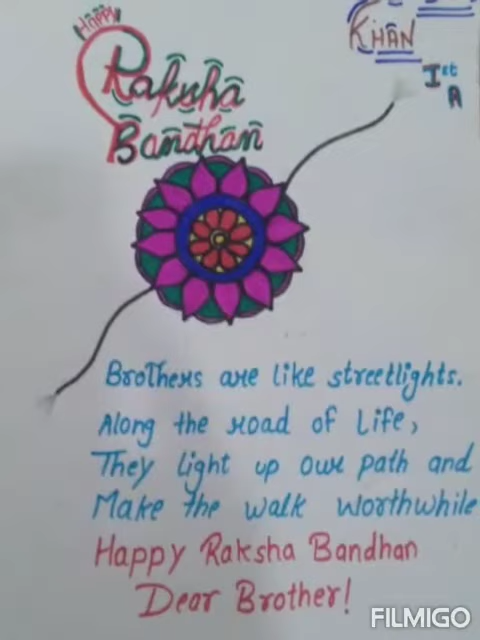 Happy
Raksha
Bandhan
KHAN
Ist
A
Brothers are like streetlights.
Along the road of Life,
They light up our path and
Make the walk worthwhile
Happy Raksha Bandhan
Dear Brother!
FILMIGO